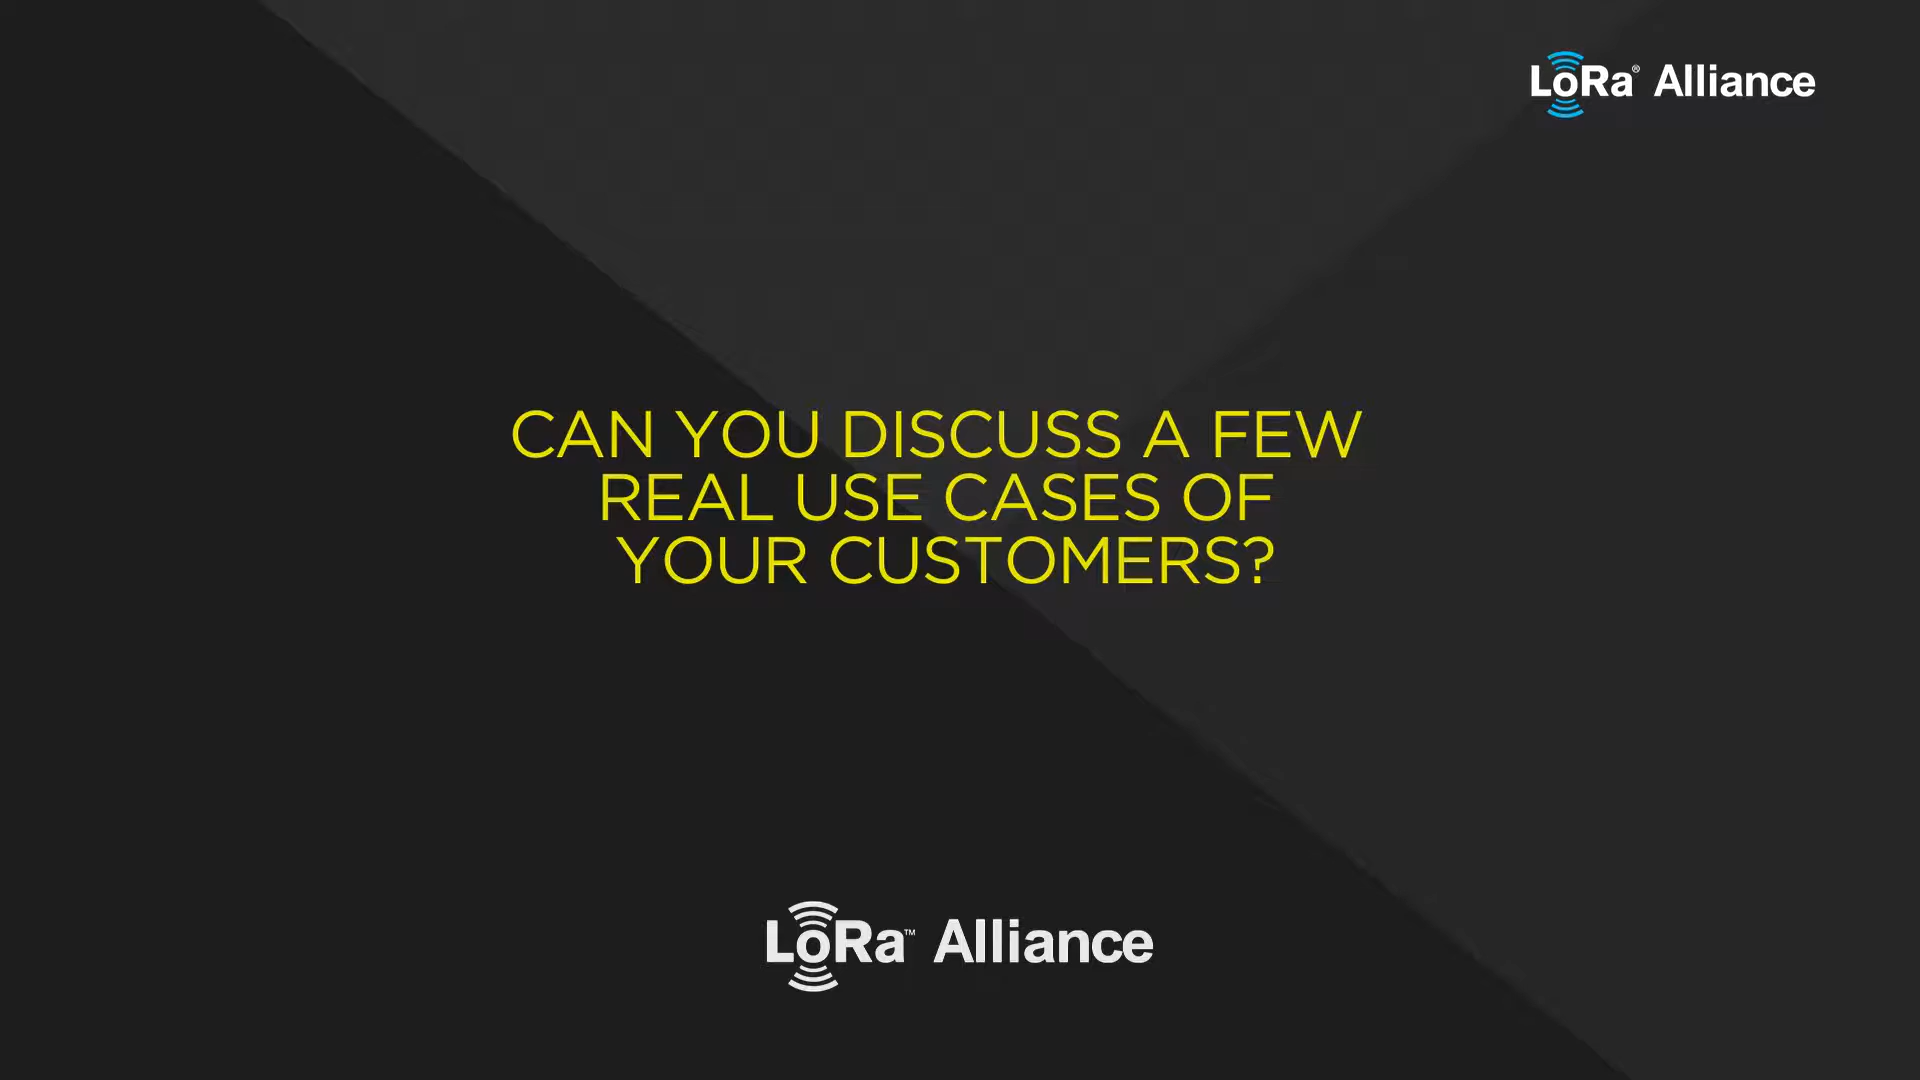 LoRa® Alliance
CAN YOU DISCUSS A FEW
REAL USE CASES OF
YOUR CUSTOMERS?
LoRa™ Alliance